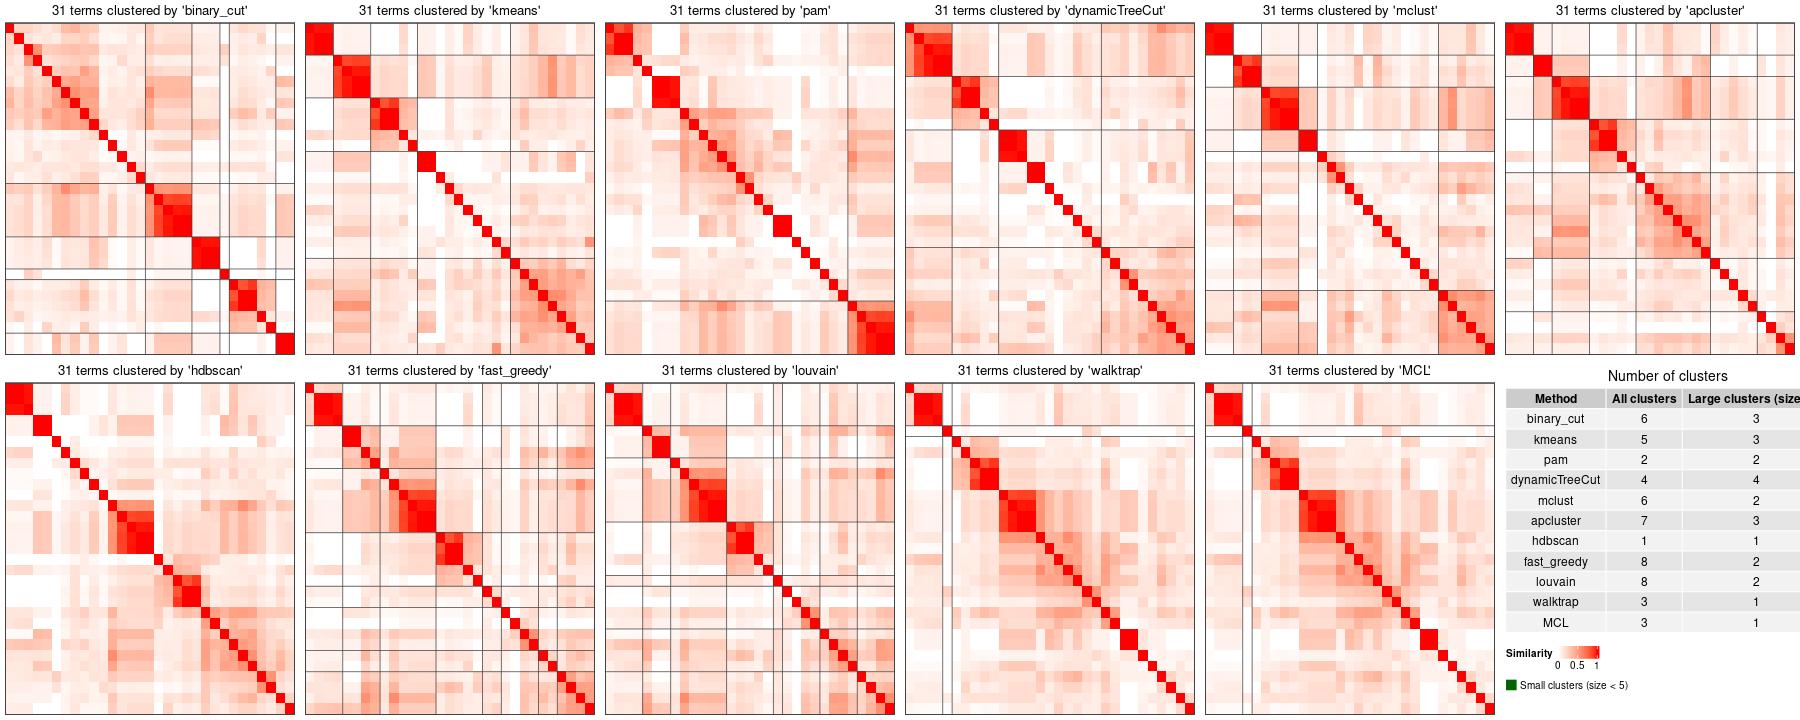 31 terms clustered by 'binary_cut'
31 terms clustered by 'kmeans'
31 terms clustered by 'pam'
31 terms clustered by 'dynamicTreeCut'
31 terms clustered by 'mclust'
31 terms clustered by 'apcluster'
31 terms clustered by 'hdbscan'
31 terms clustered by 'fast_greedy'
31 terms clustered by 'louvain'
31 terms clustered by 'walktrap'
31 terms clustered by 'MCL'
Number of clusters
Method All clusters Large clusters (size
binary_cut 6 3
kmeans 5 3
pam 2 2
dynamicTreeCut 4 4
mclust 6 2
apcluster 7 3
hdbscan 1 1
fast_greedy 8 2
louvain 8 2
walktrap 3 1
MCL 3 1
Similarity
0 0.5 1
Small clusters (size < 5)